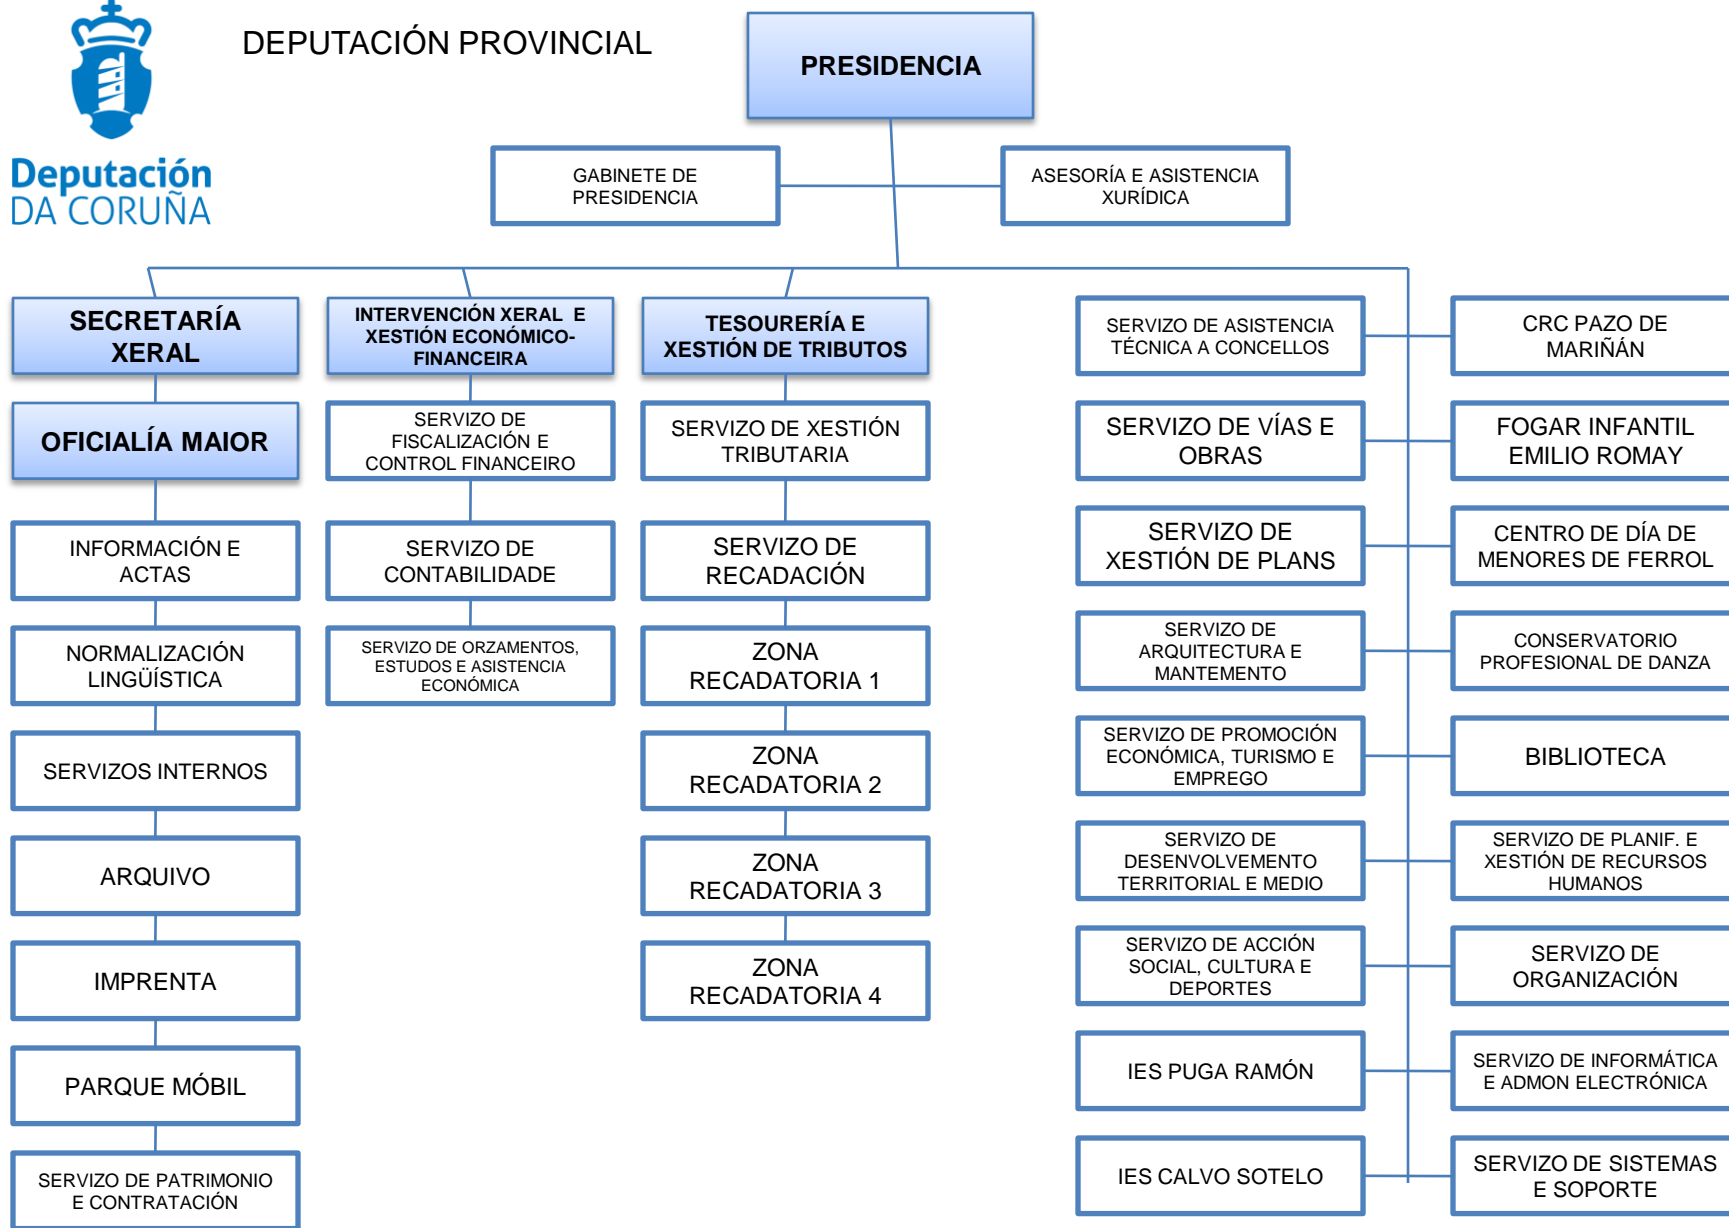 DEPUTACIÓN PROVINCIAL
Deputación
DA CORUÑA
PRESIDENCIA
GABINETE DE
PRESIDENCIA
ASESORÍA E ASISTENCIA
XURÍDICA
SECRETARÍA
XERAL
OFICIALÍA MAIOR
INFORMACIÓN E
ACTAS
NORMALIZACIÓN
LINGÜÍSTICA
SERVIZOS INTERNOS
ARQUIVO
IMPRENTA
PARQUE MÓBIL
SERVIZO DE PATRIMONIO
E CONTRATACIÓN
INTERVENCIÓN XERAL E
XESTIÓN ECONÓMICO-
FINANCEIRA
SERVIZO DE
FISCALIZACIÓN E
CONTROL FINANCEIRO
SERVIZO DE
CONTABILIDADE
SERVIZO DE ORZAMENTOS,
ESTUDOS E ASISTENCIA
ECONÓMICA
TESOURERÍA E
XESTIÓN DE TRIBUTOS
SERVIZO DE XESTIÓN
TRIBUTARIA
SERVIZO DE
RECADACIÓN
ZONA
RECADATORIA 1
ZONA
RECADATORIA 2
ZONA
RECADATORIA 3
ZONA
RECADATORIA 4
SERVIZO DE ASISTENCIA
TÉCNICA A CONCELLOS
SERVIZO DE VÍAS E
OBRAS
SERVIZO DE
XESTIÓN DE PLANS
SERVIZO DE
ARQUITECTURA E
MANTEMENTO
SERVIZO DE PROMOCIÓN
ECONÓMICA, TURISMO E
EMPREGO
SERVIZO DE
DESENVOLVEMENTO
TERRITORIAL E MEDIO
SERVIZO DE ACCIÓN
SOCIAL, CULTURA E
DEPORTES
IES PUGA RAMÓN
IES CALVO SOTELO
CRC PAZO DE
MARIÑÁN
FOGAR INFANTIL
EMILIO ROMAY
CENTRO DE DÍA DE
MENORES DE FERROL
CONSERVATORIO
PROFESIONAL DE DANZA
BIBLIOTECA
SERVIZO DE PLANIF. E
XESTIÓN DE RECURSOS
HUMANOS
SERVIZO DE
ORGANIZACIÓN
SERVIZO DE INFORMÁTICA
E ADMON ELECTRÓNICA
SERVIZO DE SISTEMAS
E SOPORTE